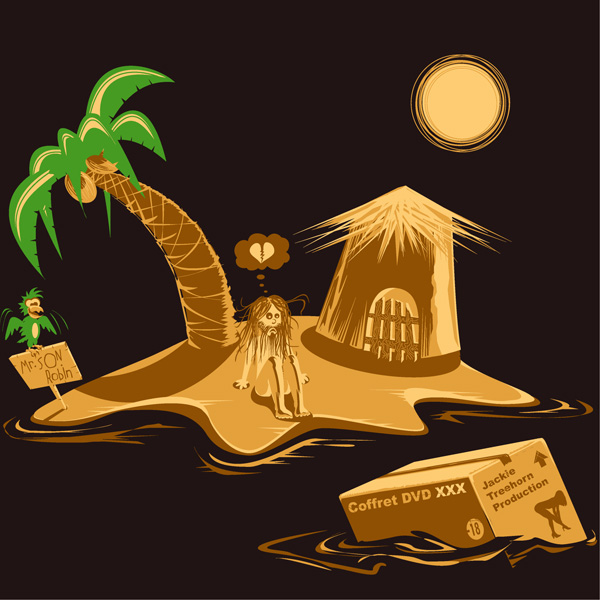 Mr. SON
Robin
Coffret DVD XXX
-18
Jackie
Treehorn
Production